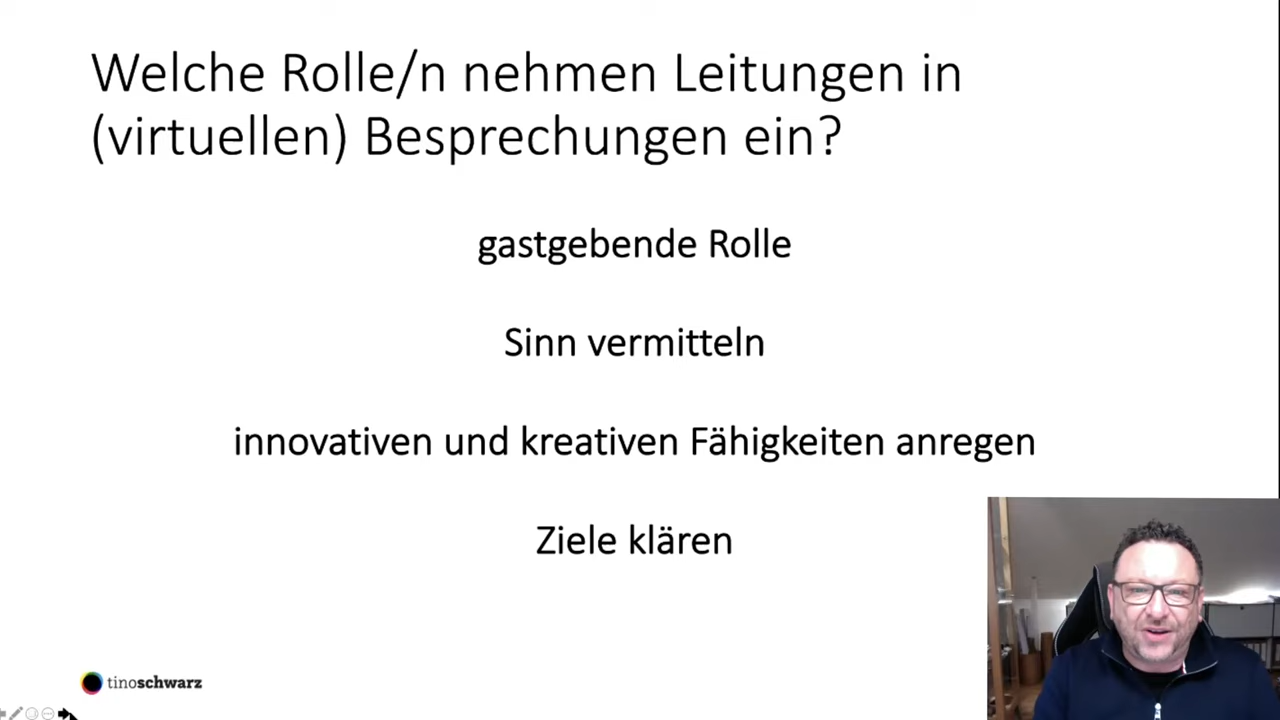 Welche Rolle/n nehmen Leitungen in
(virtuellen) Besprechungen ein?
gastgebende Rolle
Sinn vermitteln
innovativen und kreativen Fähigkeiten anregen
Ziele klären
tinoschwarz